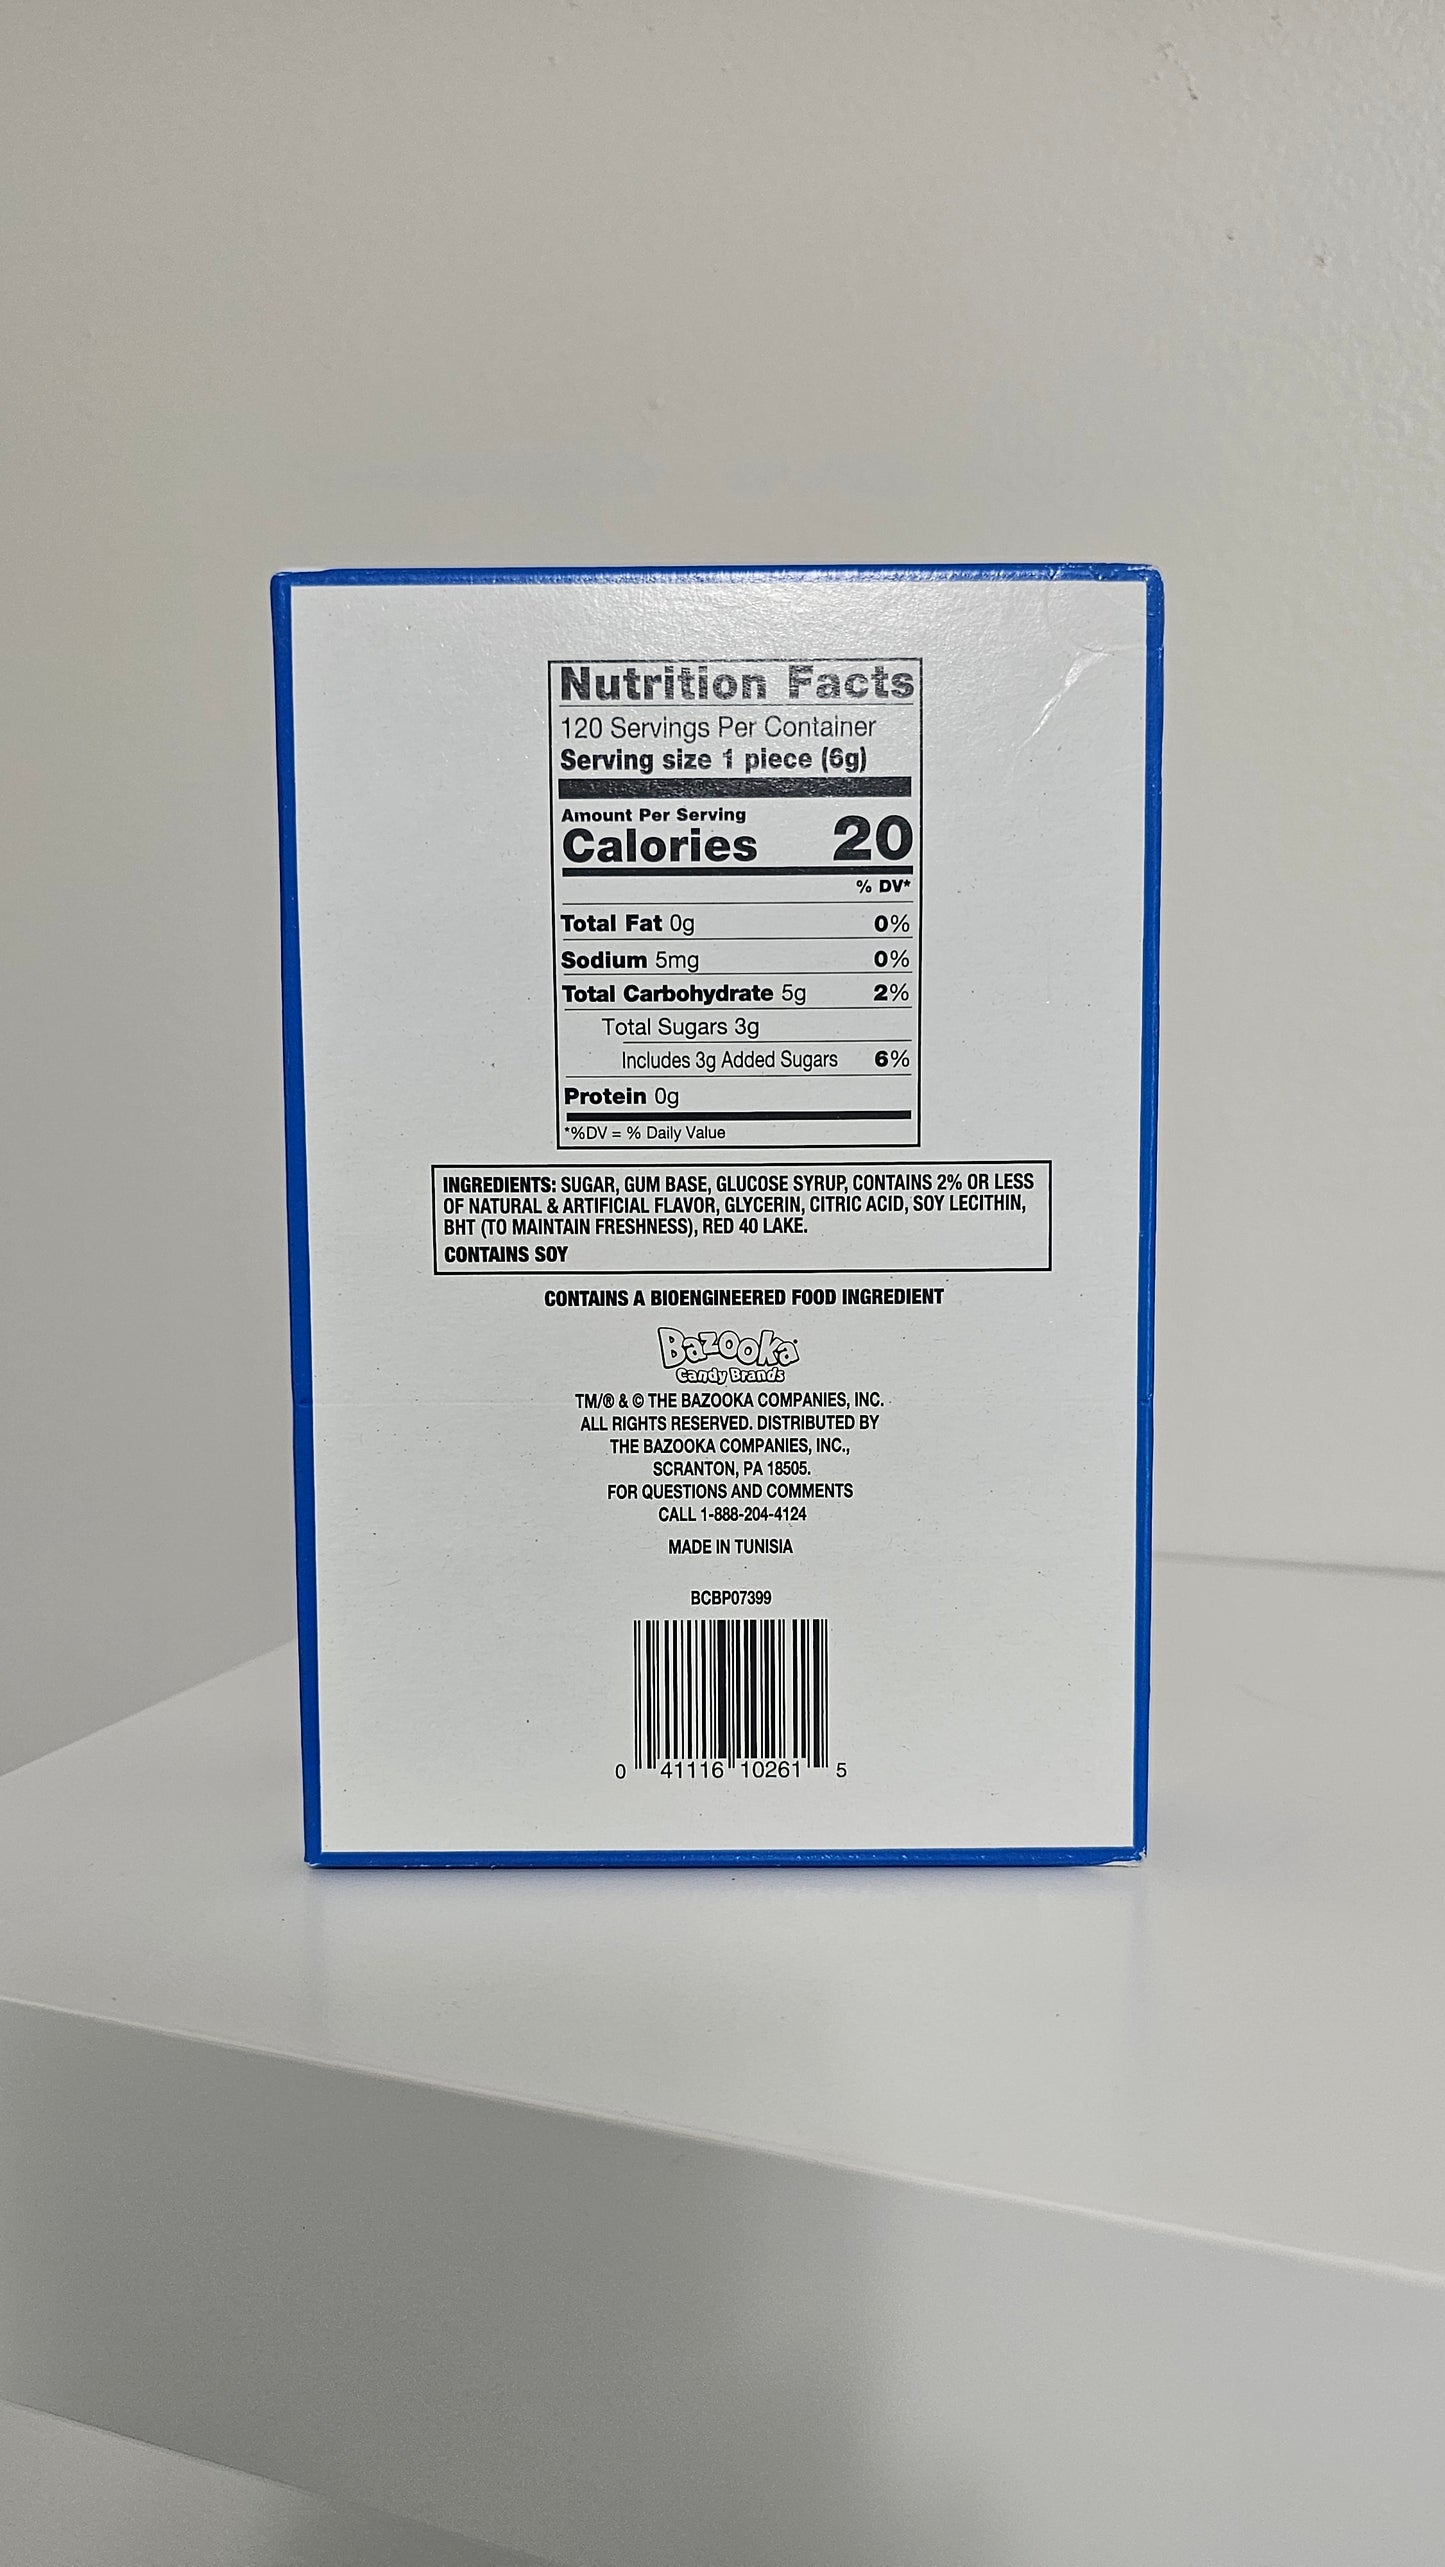 Nutrition Facts
120 Servings Per Container
Serving size 1 piece (6g)
Amount Per Serving
Calories 20
% DV*
Total Fat 0g 0%
Sodium 5mg 0%
Total Carbohydrate 5g 2%
Total Sugars 3g
Includes 3g Added Sugars 6%
Protein 0g
*%DV = % Daily Value
INGREDIENTS: SUGAR, GUM BASE, GLUCOSE SYRUP, CONTAINS 2% OR LESS
OF NATURAL & ARTIFICIAL FLAVOR, GLYCERIN, CITRIC ACID, SOY LECITHIN,
BHT (TO MAINTAIN FRESHNESS), RED 40 LAKE.
CONTAINS SOY
CONTAINS A BIOENGINEERED FOOD INGREDIENT
Bazooka®
Candy Brands
TM/® & © THE BAZOOKA COMPANIES, INC.
ALL RIGHTS RESERVED. DISTRIBUTED BY
THE BAZOOKA COMPANIES, INC.,
SCRANTON, PA 18505.
FOR QUESTIONS AND COMMENTS
CALL 1-888-204-4124
MADE IN TUNISIA
BCBP07399
0 41116 10261 5